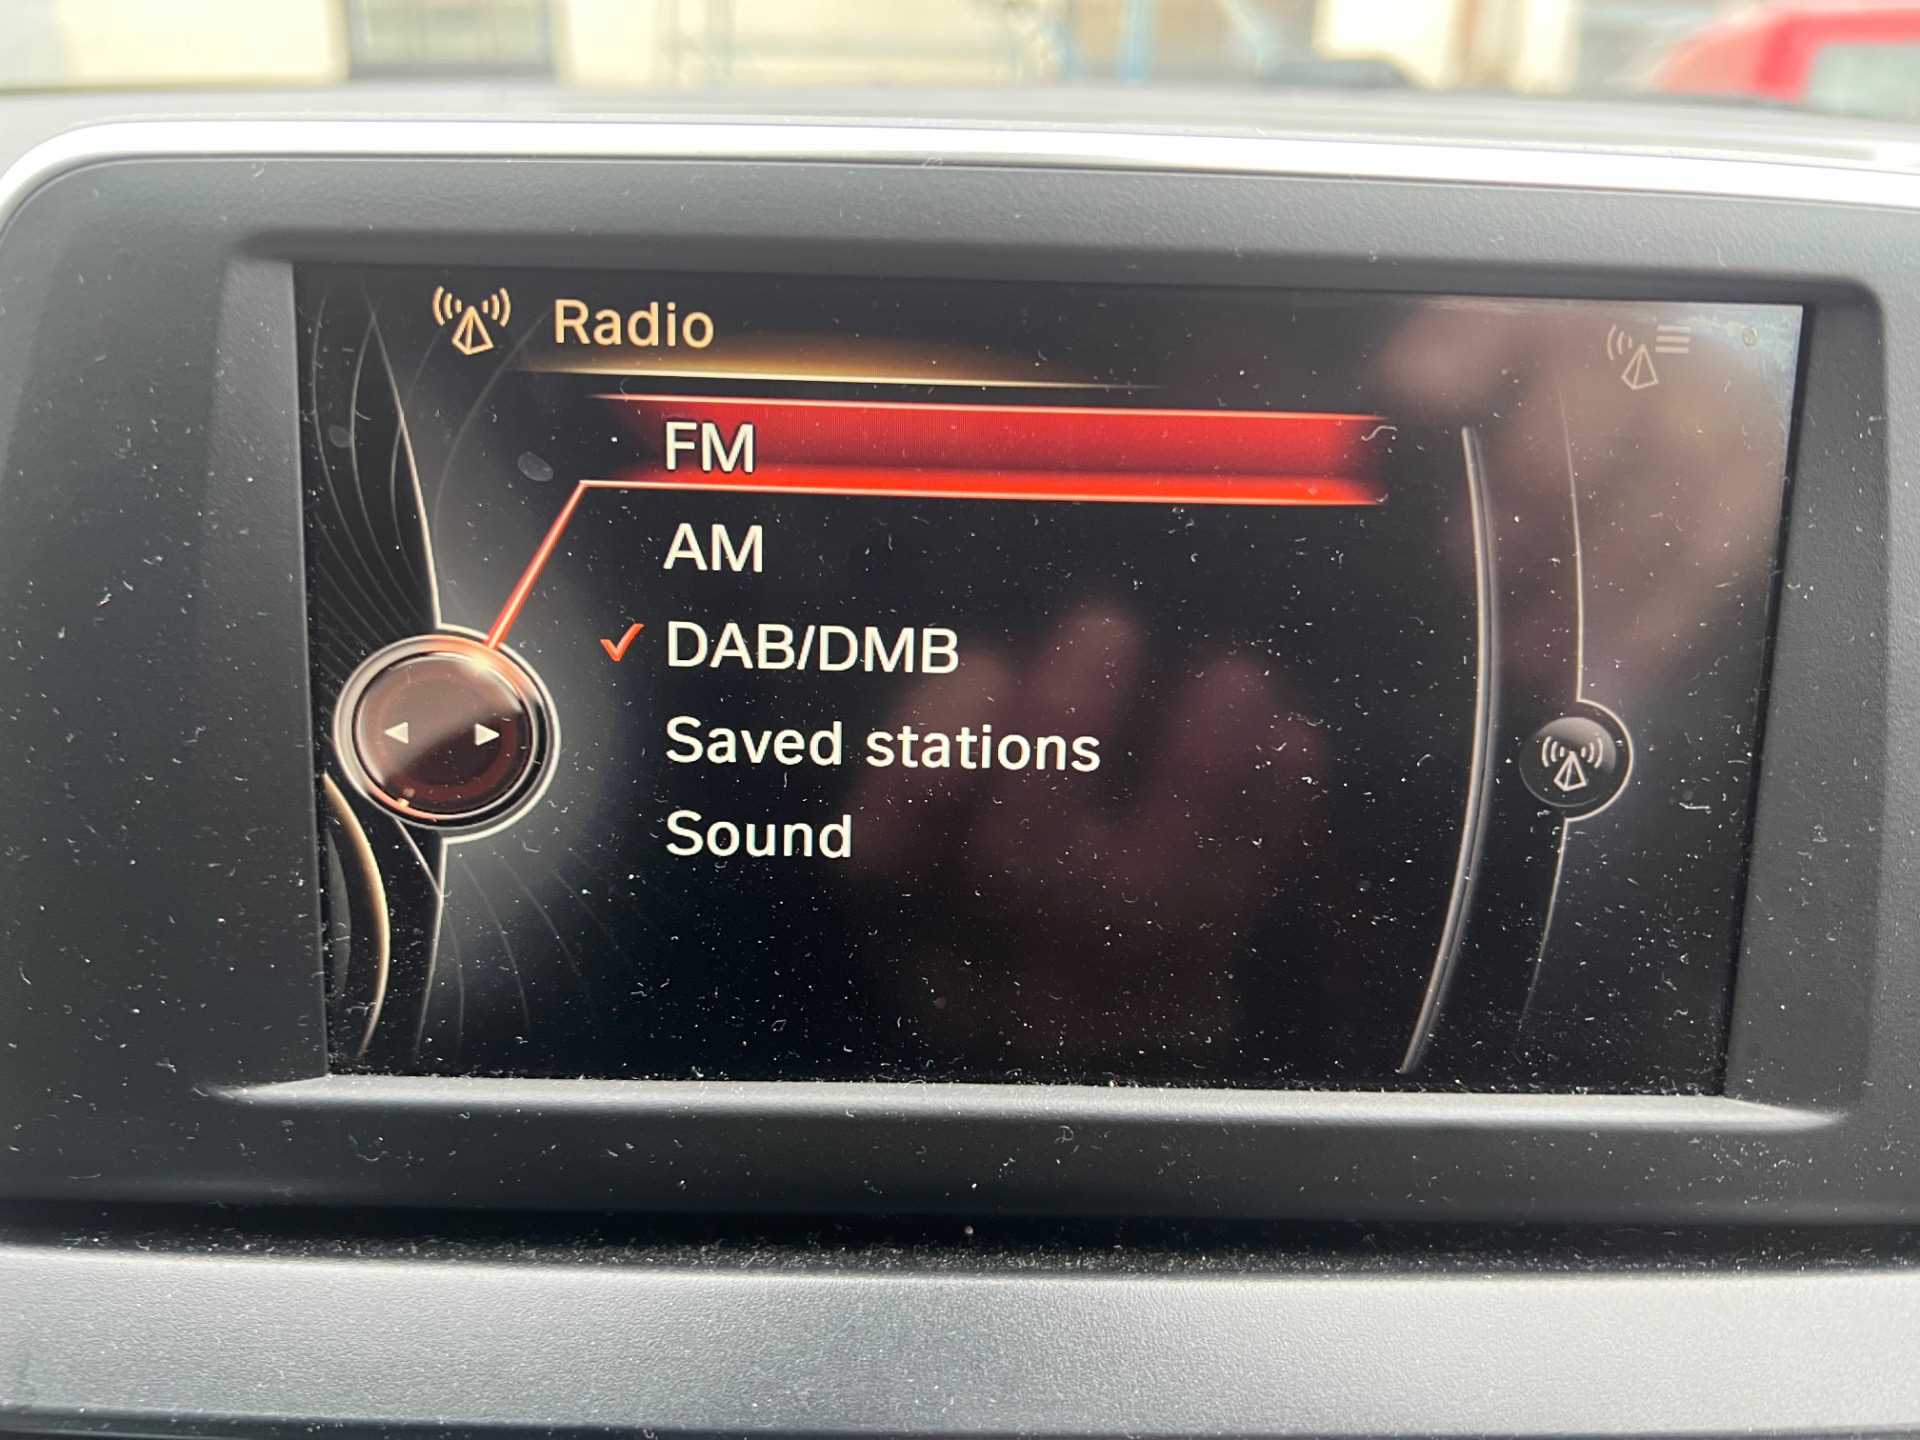 Radio
FM
AM
DAB/DMB
Saved stations
Sound